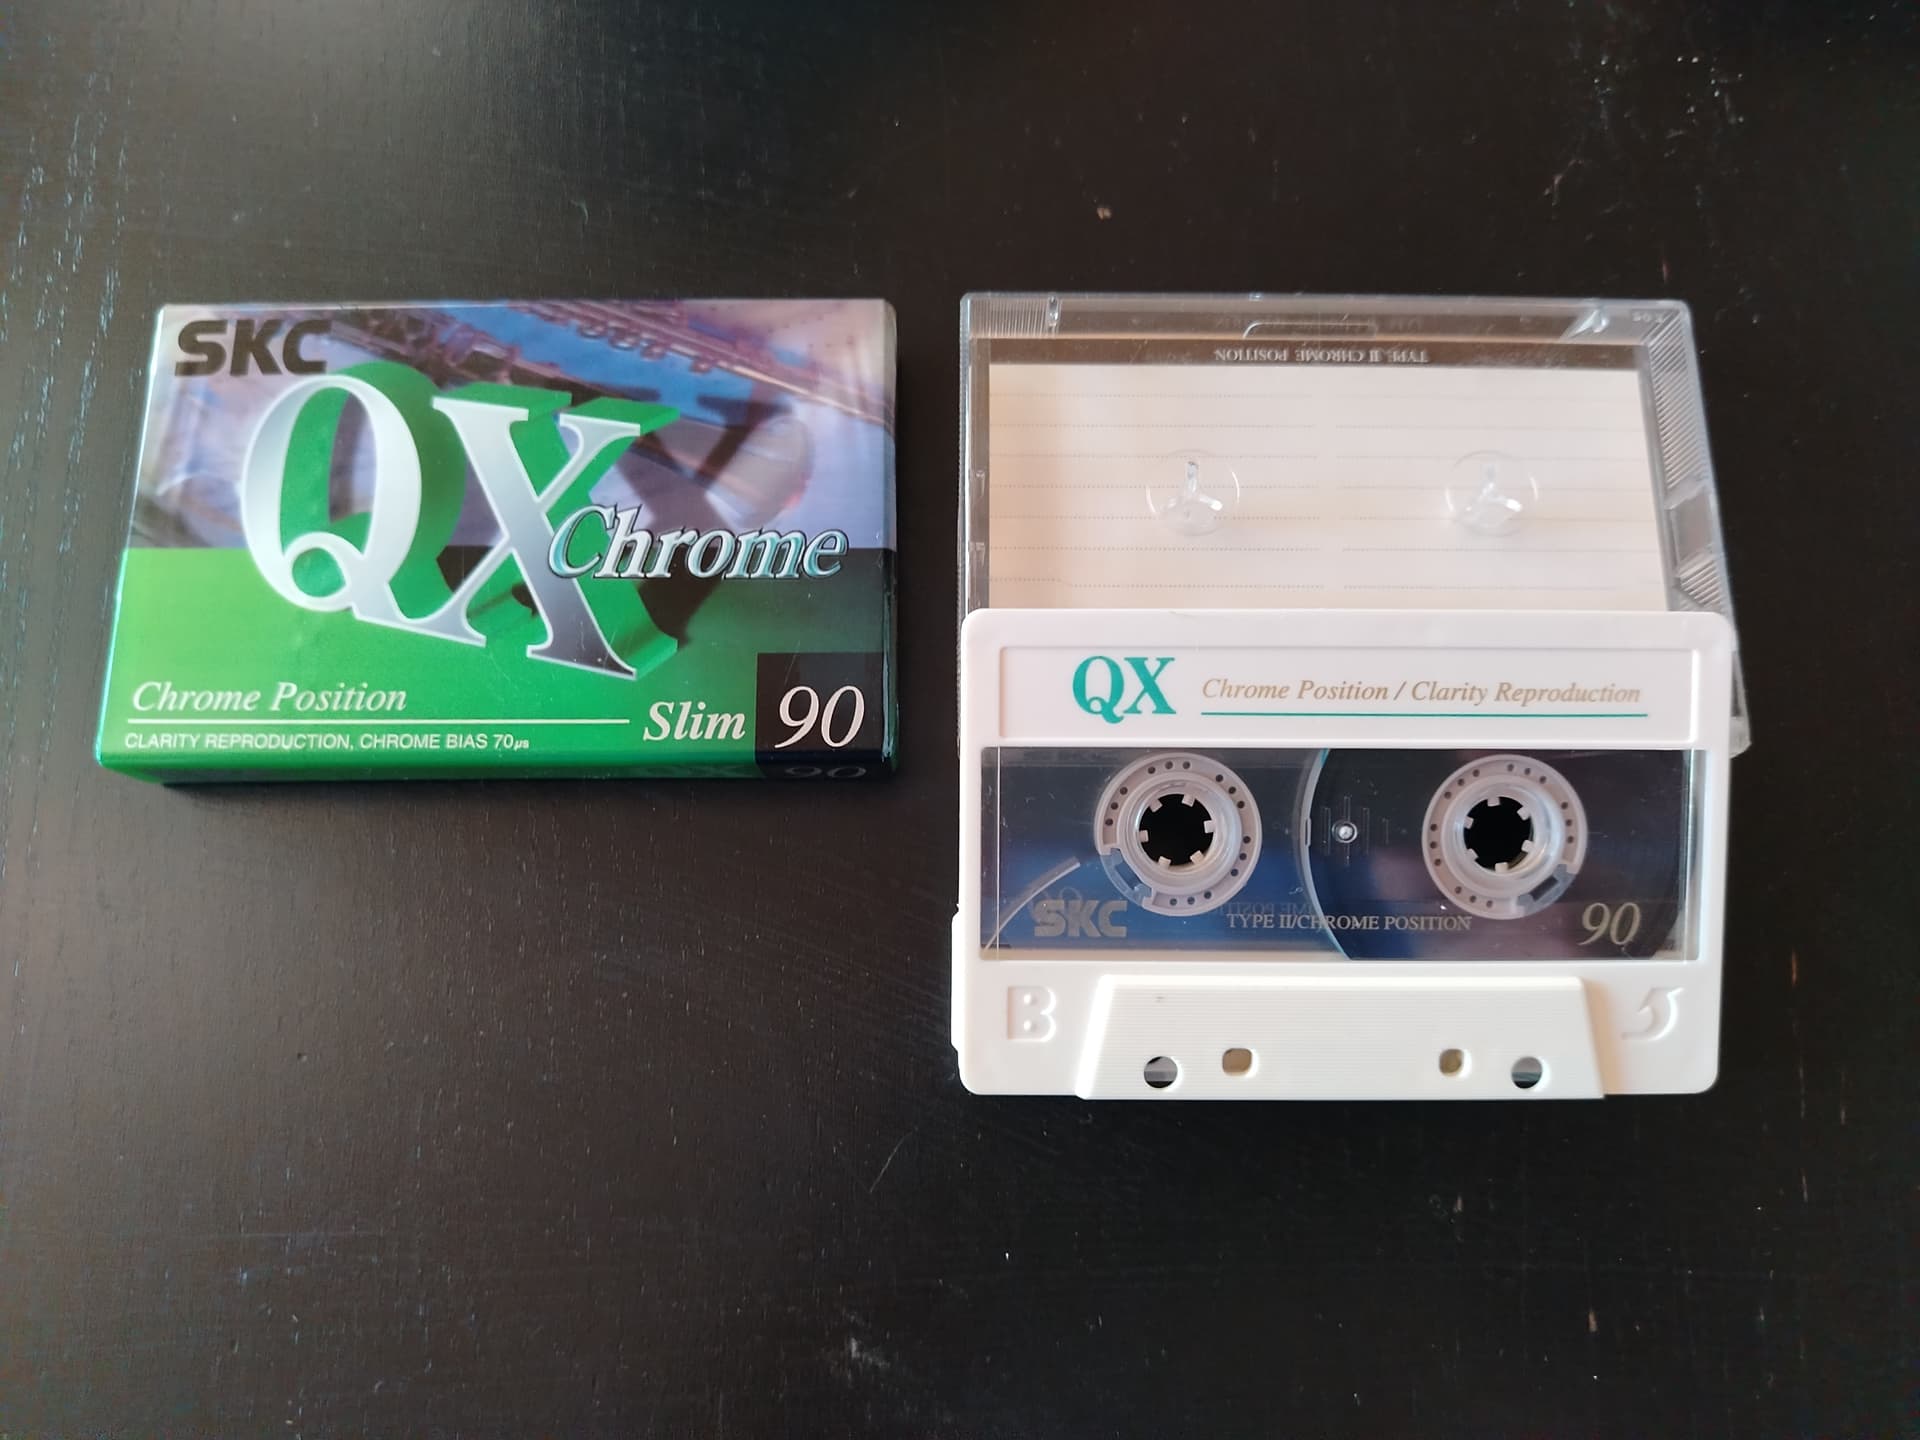 SKC
QX
Chrome
Chrome Position
CLARITY REPRODUCTION, CHROME BIAS 70µs
Slim
90
90
TYPE II CHROME POSITION
QX
Chrome Position / Clarity Reproduction
SKC
TYPE II/CHROME POSITION
90
B